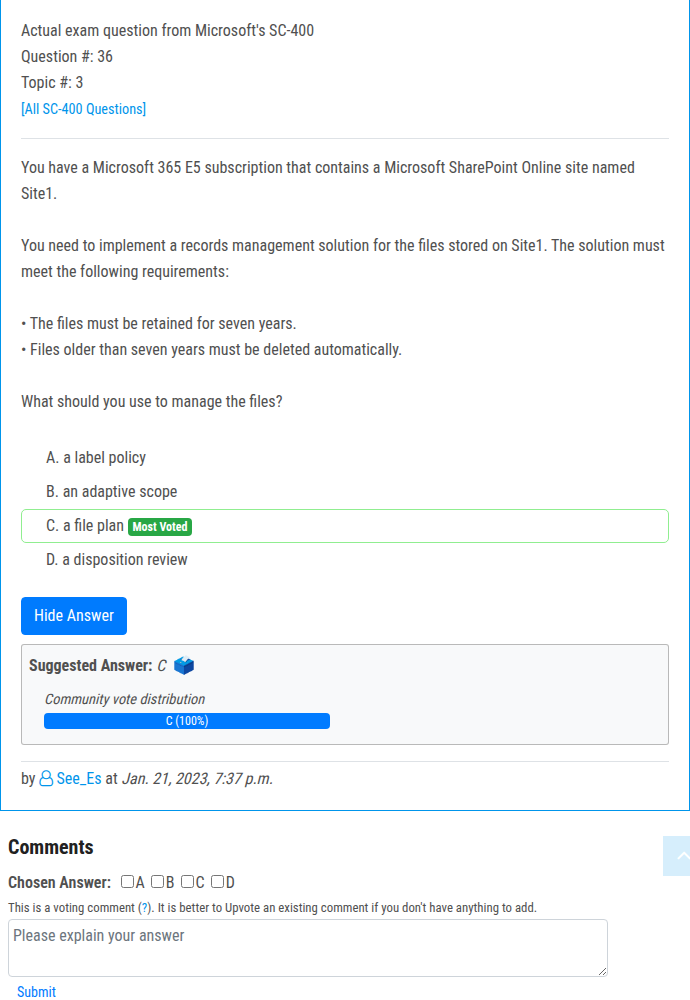 Actual exam question from Microsoft's SC-400
Question #: 36
Topic #: 3
[All SC-400 Questions]
You have a Microsoft 365 E5 subscription that contains a Microsoft SharePoint Online site named
Site1.
You need to implement a records management solution for the files stored on Site1. The solution must
meet the following requirements:
• The files must be retained for seven years.
• Files older than seven years must be deleted automatically.
What should you use to manage the files?
A. a label policy
B. an adaptive scope
C. a file plan Most Voted
D. a disposition review
Hide Answer
Suggested Answer: C
Community vote distribution
C (100%)
by See_Es at Jan. 21, 2023, 7:37 p.m.
Comments
Chosen Answer: A B C D
This is a voting comment (?). It is better to Upvote an existing comment if you don't have anything to add.
Please explain your answer
Submit